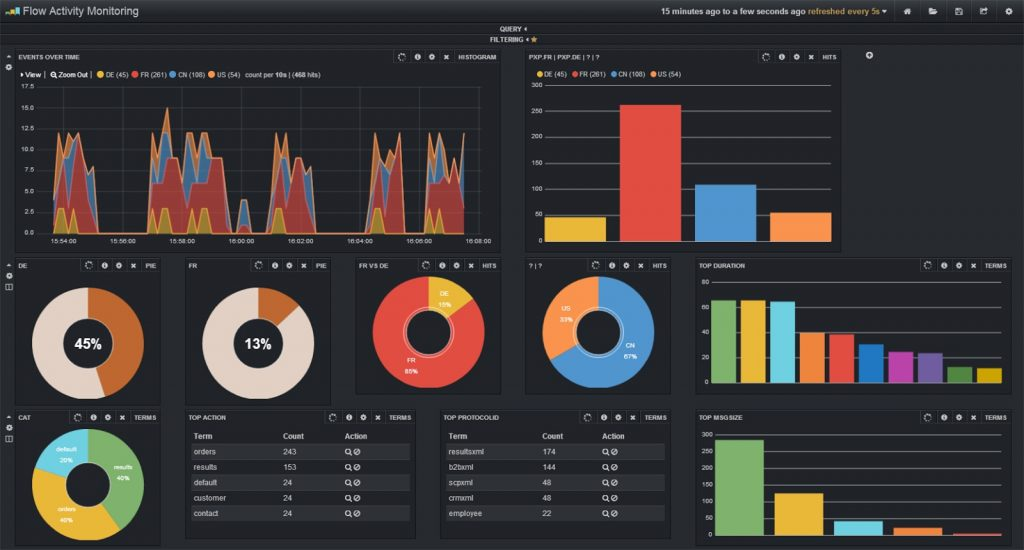 Flow Activity Monitoring
15 minutes ago to a few seconds ago refreshed every 5s
QUERY
FILTERING
EVENTS OVER TIME
HISTOGRAM
View | Zoom Out | DE (45) FR (261) CN (108) US (54) count per 10s | (468 hits)
17.5
15.0
12.5
10.0
7.5
5.0
2.5
0.0
15:54:00 15:56:00 15:58:00 16:00:00 16:02:00 16:04:00 16:06:00 16:08:00
PXP.FR | PXP.DE | ? | ?
HITS
DE (45) FR (261) CN (108) US (54)
300
250
200
150
100
50
0
DE
PIE
45%
FR
PIE
13%
FR VS DE
HITS
DE
15%
FR
85%
? | ?
HITS
US
33%
CN
67%
TOP DURATION
TERMS
80
60
40
20
0
CAT
TERMS
default
20%
results
40%
orders
40%
TOP ACTION
TERMS
Term Count Action
orders 243
results 153
default 24
customer 24
contact 24
TOP PROTOCOLID
TERMS
Term Count Action
resultsxml 174
b2bxml 144
scpxml 48
crmxml 48
employee 22
TOP MSGSIZE
TERMS
300
250
200
150
100
50
0